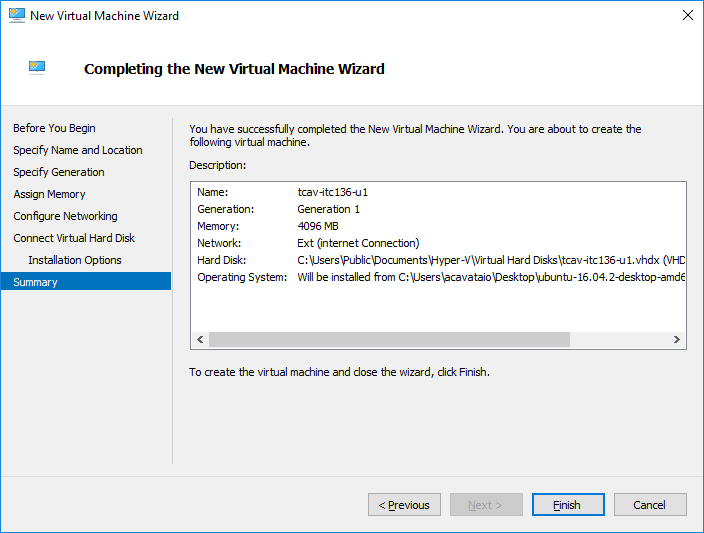 New Virtual Machine Wizard
Completing the New Virtual Machine Wizard
Before You Begin
Specify Name and Location
Specify Generation
Assign Memory
Configure Networking
Connect Virtual Hard Disk
Installation Options
Summary
You have successfully completed the New Virtual Machine Wizard. You are about to create the
following virtual machine.
Description:
Name: tcav-itc136-u1
Generation: Generation 1
Memory: 4096 MB
Network: Ext (internet Connection)
Hard Disk: C:\Users\Public\Documents\Hyper-V\Virtual Hard Disks\tcav-itc136-u1.vhdx (VHD
Operating System: Will be installed from C:\Users\acavataio\Desktop\ubuntu-16.04.2-desktop-amd6
To create the virtual machine and close the wizard, click Finish.
< Previous Next > Finish Cancel